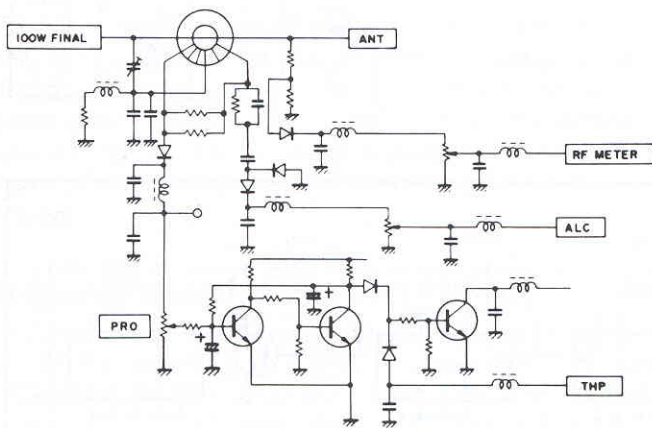 100W FINAL
ANT
RF METER
ALC
+
PRO
+
THP